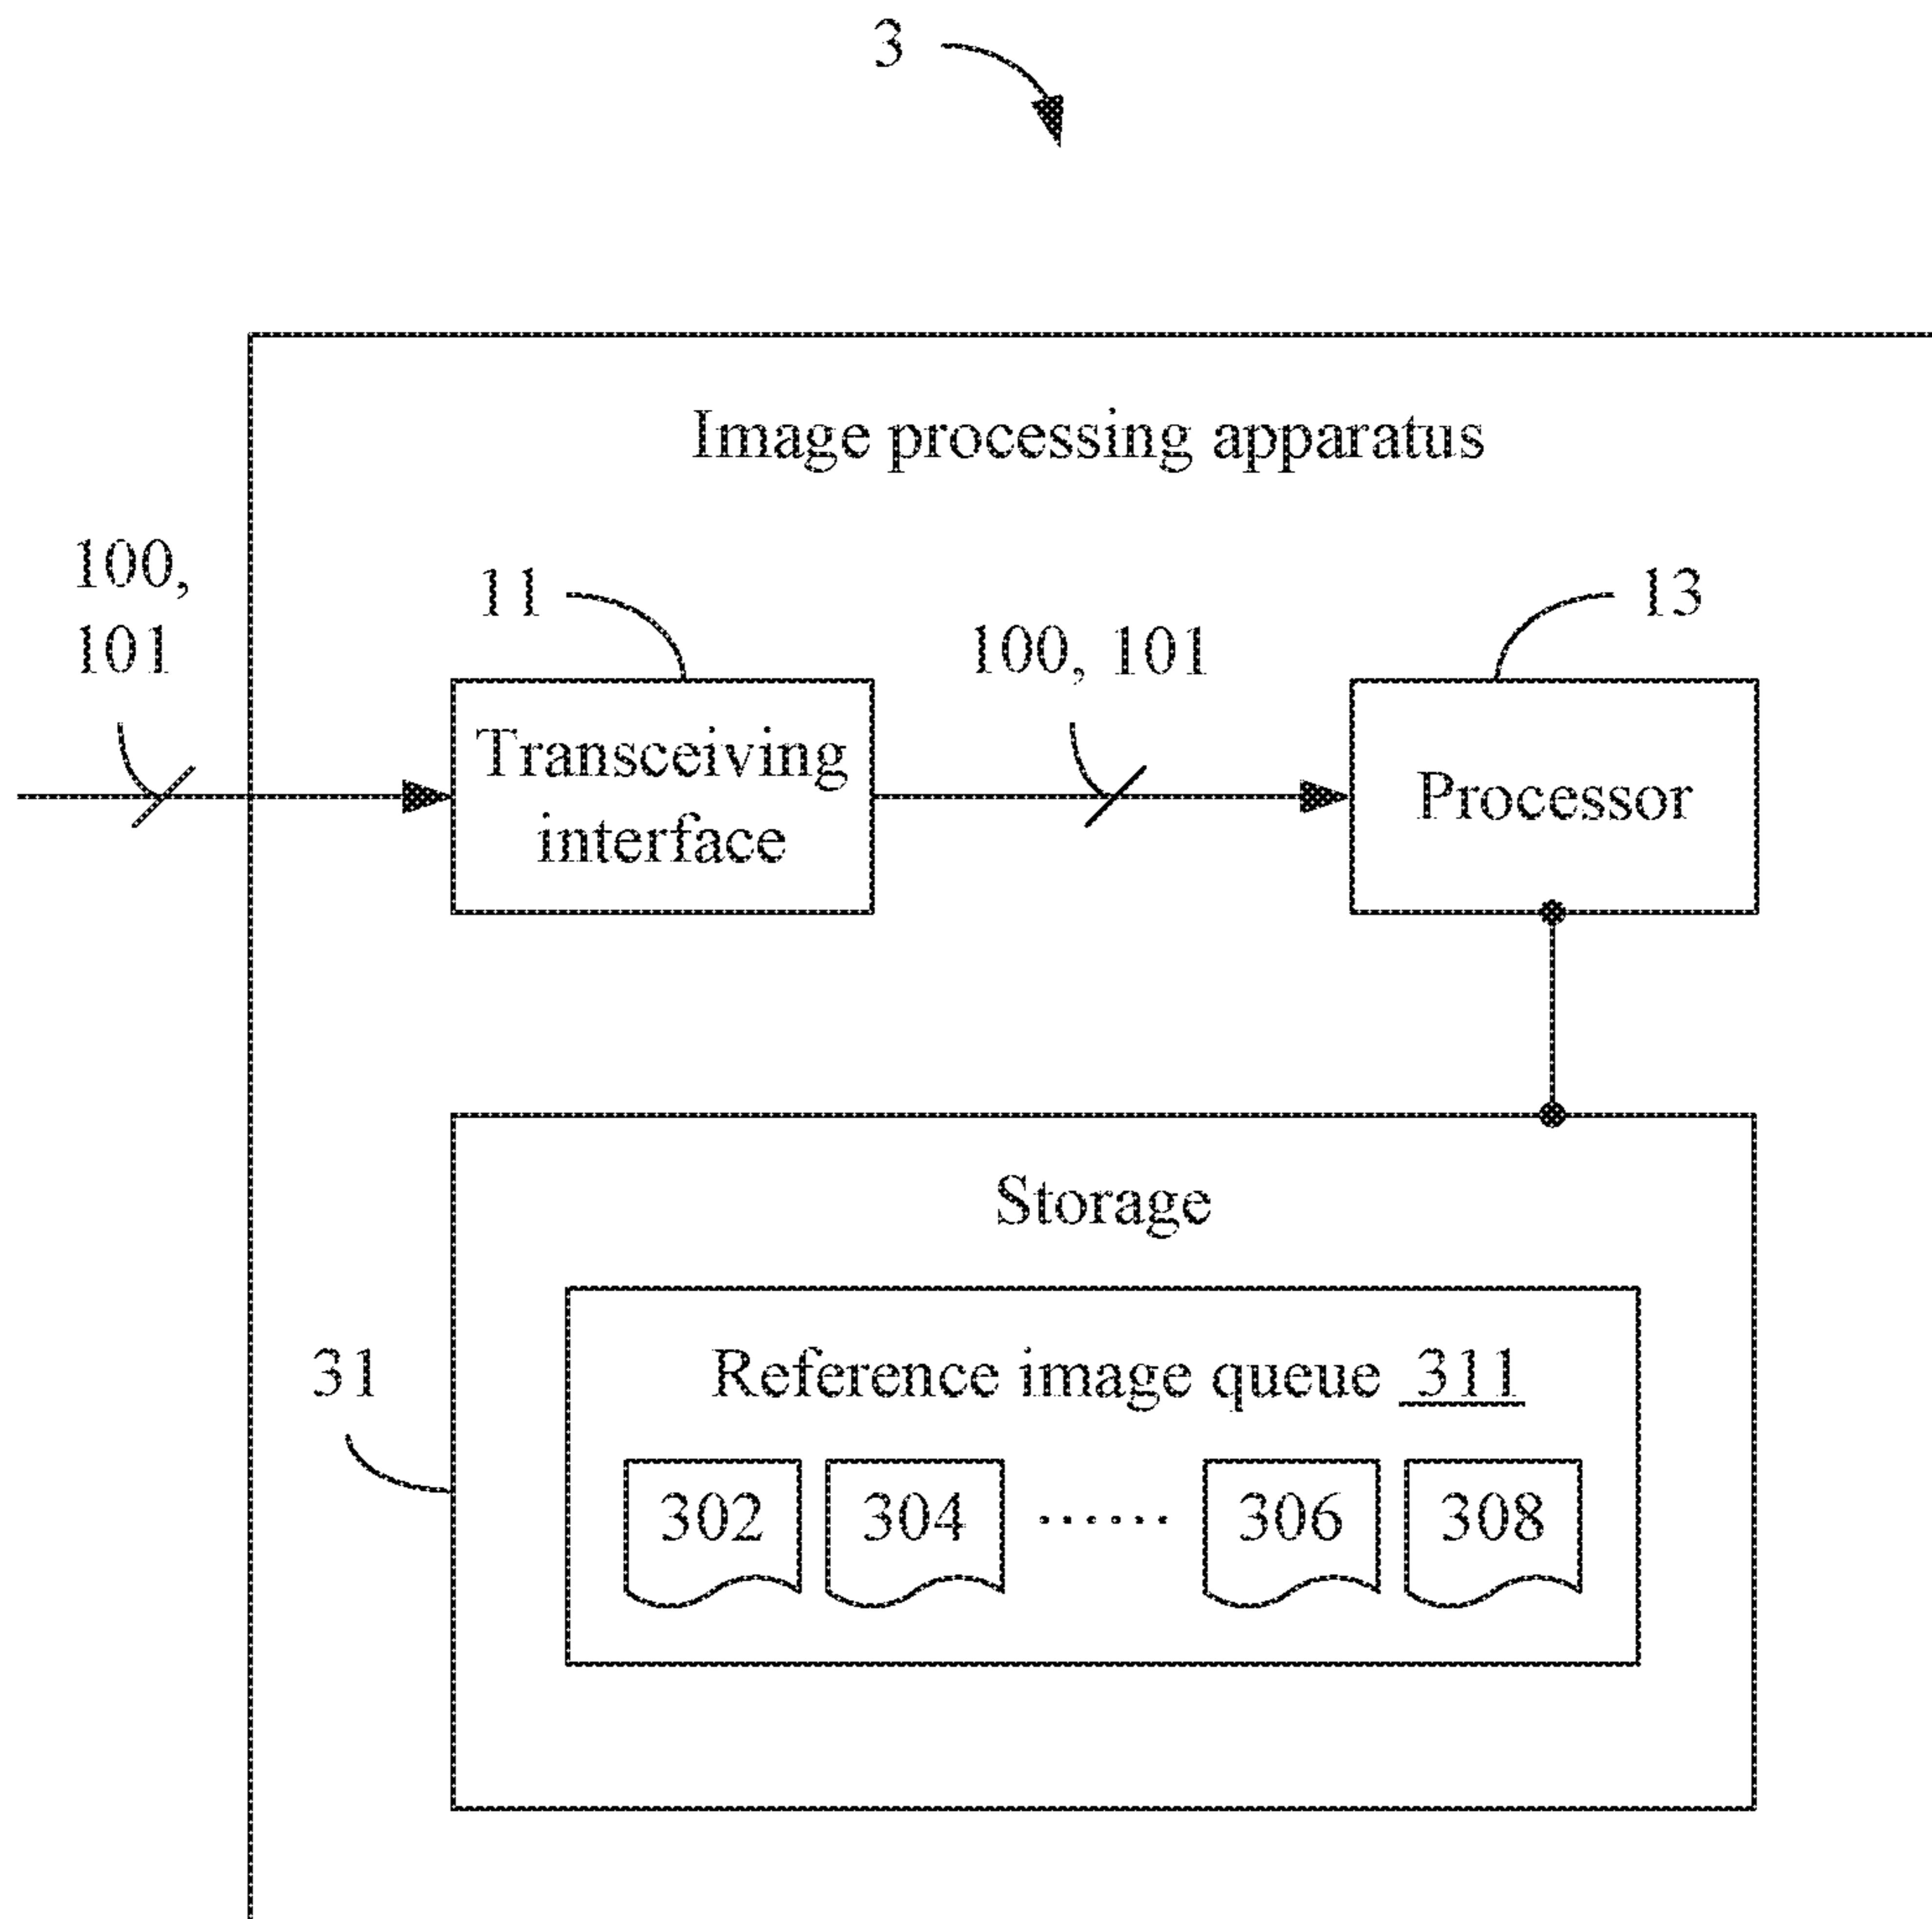 3
Image processing apparatus
100,
101
11
100, 101
13
Transceiving
interface
Processor
Storage
31
Reference image queue 311
302 304 ...... 306 308